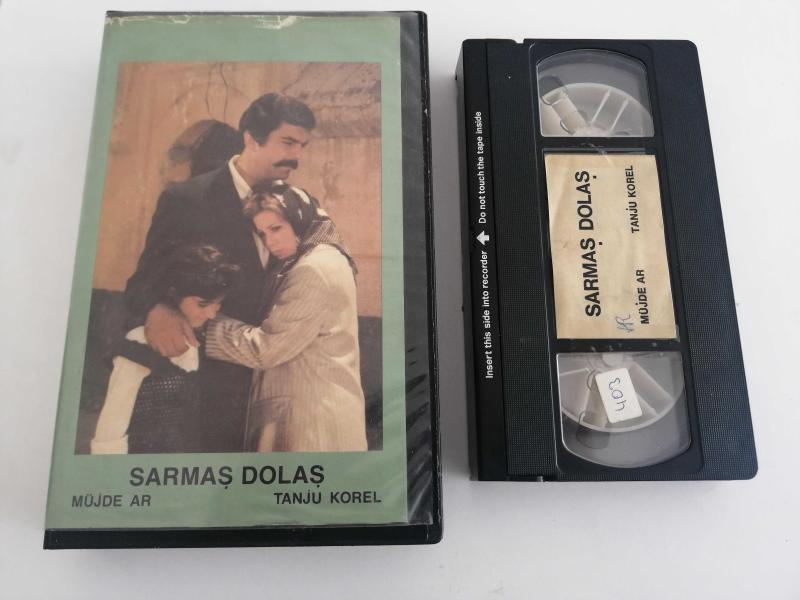 SARMAŞ DOLAŞ
MÜJDE AR TANJU KOREL
Insert this side into recorder Do not touch the tape inside
SARMAŞ DOLAŞ
MÜJDE AR TANJU KOREL
403